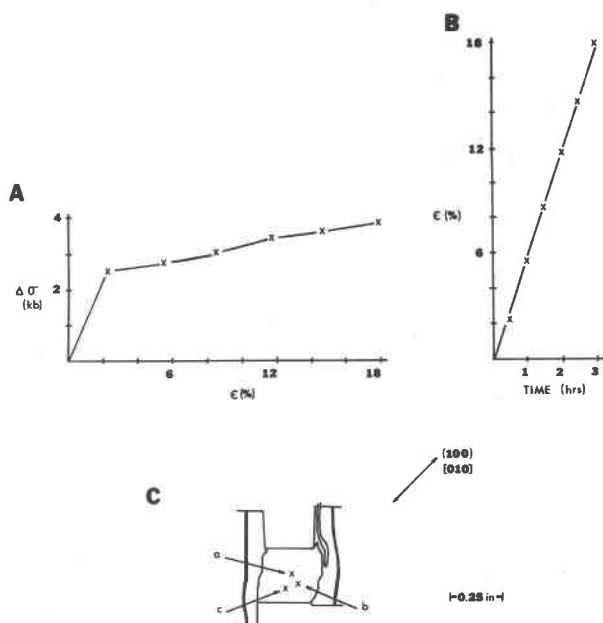 A
4
2
Δ σ
(kb)
6
12
18
ε(%)
B
18
12
6
ε (%)
1
2
3
TIME (hrs)
C
(100)
[010]
a
c
b
0.25 in